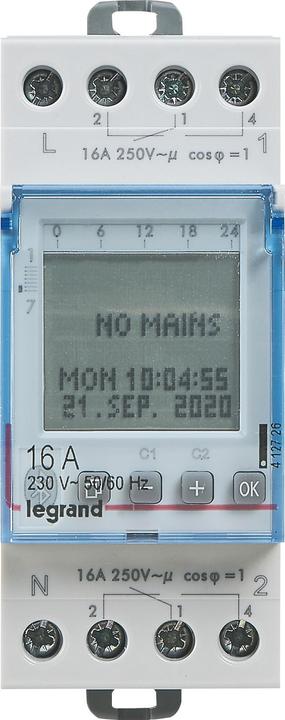 2 1 4
L 1
16A 250V~µ cosφ=1
0 6 12 18 24
1
7
NO MAINS
MON 10:04:55
21.SEP. 2020
16 A C1 C2
230 V~ 50/60 Hz
- + OK
legrand
4 127 26
N 16A 250V~µ cosφ=1 2
2 1 4